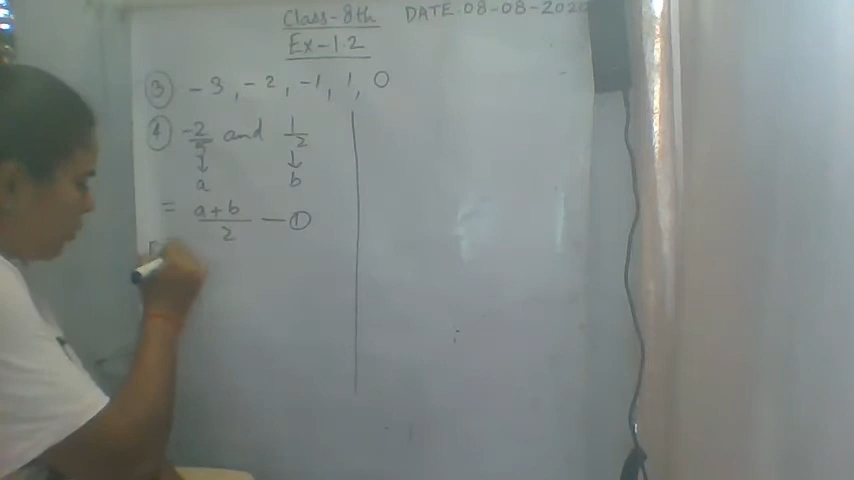 Class-8th DATE.08-08-2020
Ex-1.2
③ -3, -2, -1, 1, 0
④ -2/5 and 1/2
↓ ↓
a b
= a+b/2 — ①